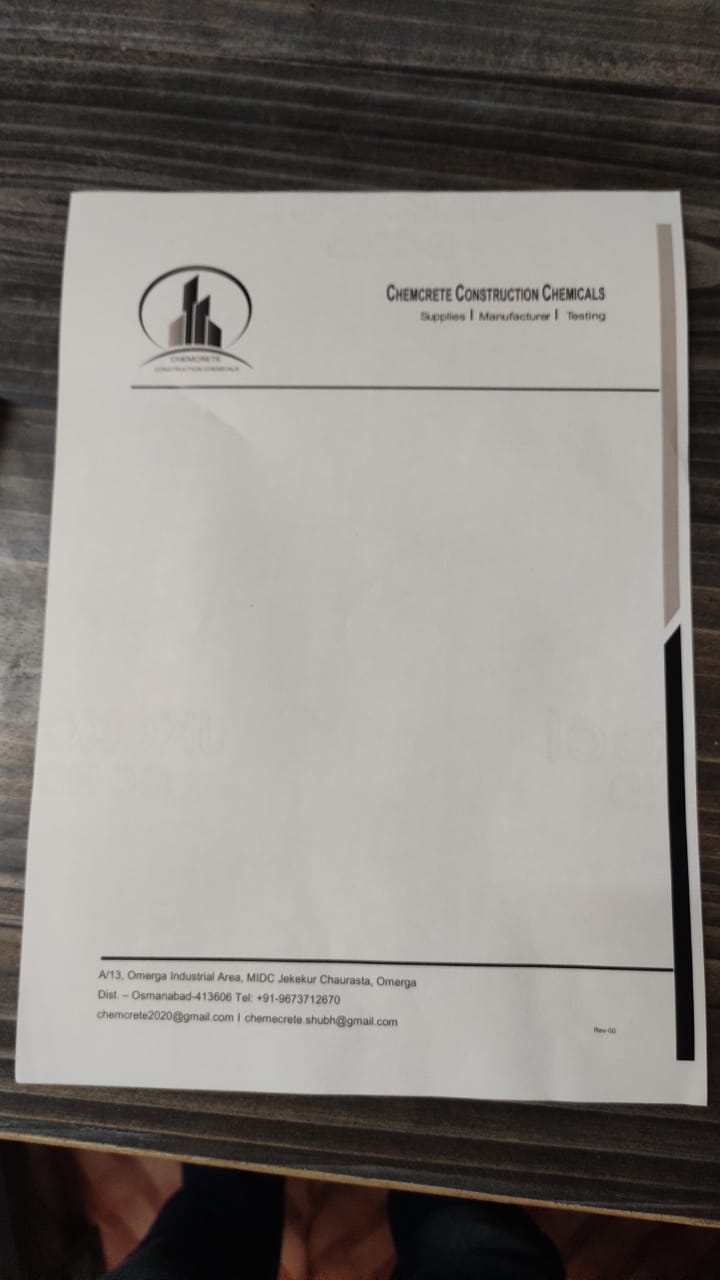 CHEMCRETE
CONSTRUCTION CHEMICALS
CHEMCRETE CONSTRUCTION CHEMICALS
Supplies | Manufacturer | Testing
A/13, Omerga Industrial Area, MIDC Jekekur Chaurasta, Omerga
Dist. – Osmanabad-413606 Tel: +91-9673712670
chemcrete2020@gmail.com | chemecrete.shubh@gmail.com
Rev-00